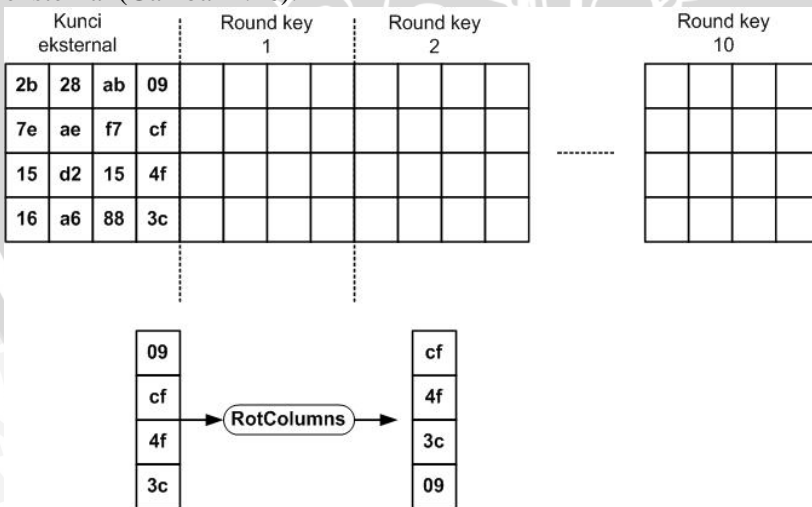 Kunci eksternal
Round key 1
Round key 2
Round key 10
2b 28 ab 09
7e ae f7 cf
15 d2 15 4f
16 a6 88 3c
09
cf
4f
3c
RotColumns
cf
4f
3c
09